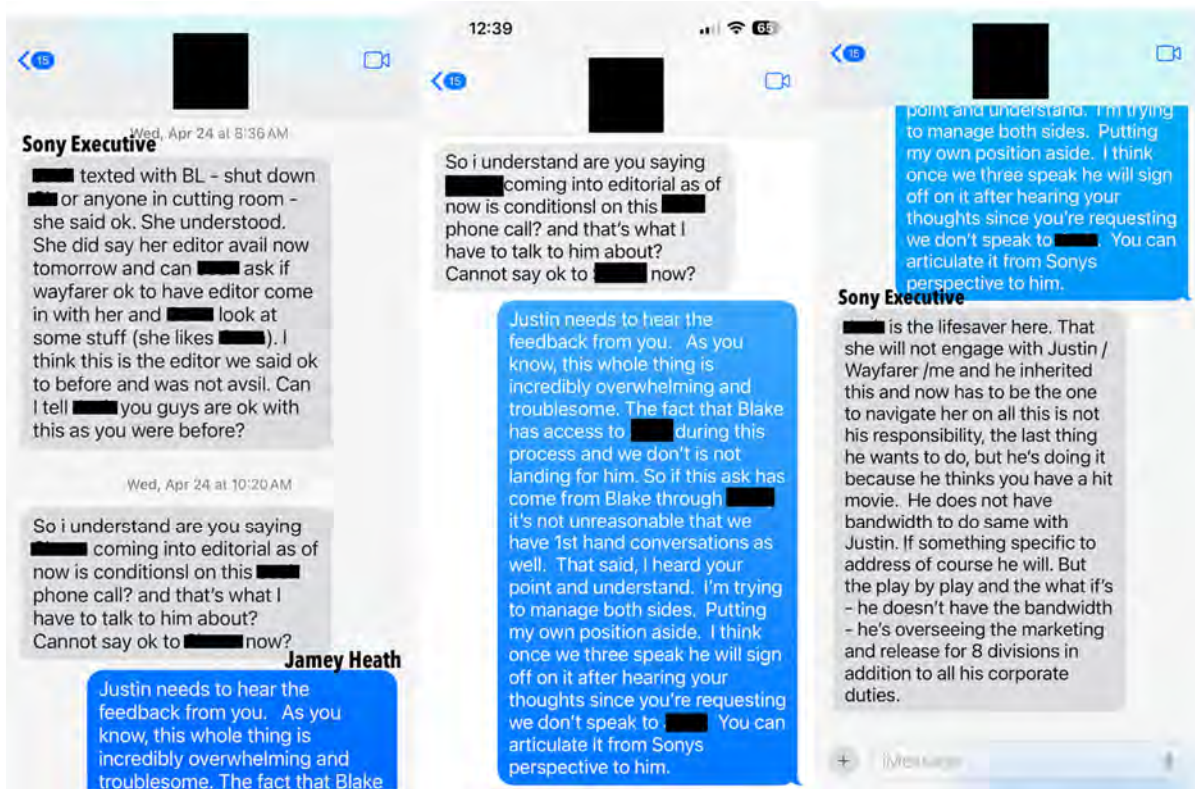 15
Wed, Apr 24 at 8:36 AM
Sony Executive
texted with BL - shut down
or anyone in cutting room -
she said ok. She understood.
She did say her editor avail now
tomorrow and can ask if
wayfarer ok to have editor come
in with her and look at
some stuff (she likes ). I
think this is the editor we said ok
to before and was not avsil. Can
I tell you guys are ok with
this as you were before?
Wed, Apr 24 at 10:20 AM
So i understand are you saying
coming into editorial as of
now is conditionsl on this
phone call? and that's what I
have to talk to him about?
Cannot say ok to now?
Jamey Heath
Justin needs to hear the
feedback from you. As you
know, this whole thing is
incredibly overwhelming and
troublesome. The fact that Blake
12:39
65
15
So i understand are you saying
coming into editorial as of
now is conditionsl on this
phone call? and that's what I
have to talk to him about?
Cannot say ok to now?
Justin needs to hear the
feedback from you. As you
know, this whole thing is
incredibly overwhelming and
troublesome. The fact that Blake
has access to during this
process and we don't is not
landing for him. So if this ask has
come from Blake through
it's not unreasonable that we
have 1st hand conversations as
well. That said, I heard your
point and understand. I'm trying
to manage both sides. Putting
my own position aside. I think
once we three speak he will sign
off on it after hearing your
thoughts since you're requesting
we don't speak to . You can
articulate it from Sonys
perspective to him.
15
point and understand. I'm trying
to manage both sides. Putting
my own position aside. I think
once we three speak he will sign
off on it after hearing your
thoughts since you're requesting
we don't speak to . You can
articulate it from Sonys
perspective to him.
Sony Executive
is the lifesaver here. That
she will not engage with Justin /
Wayfarer /me and he inherited
this and now has to be the one
to navigate her on all this is not
his responsibility, the last thing
he wants to do, but he's doing it
because he thinks you have a hit
movie. He does not have
bandwidth to do same with
Justin. If something specific to
address of course he will. But
the play by play and the what if's
- he doesn't have the bandwidth
- he's overseeing the marketing
and release for 8 divisions in
addition to all his corporate
duties.
iMessage